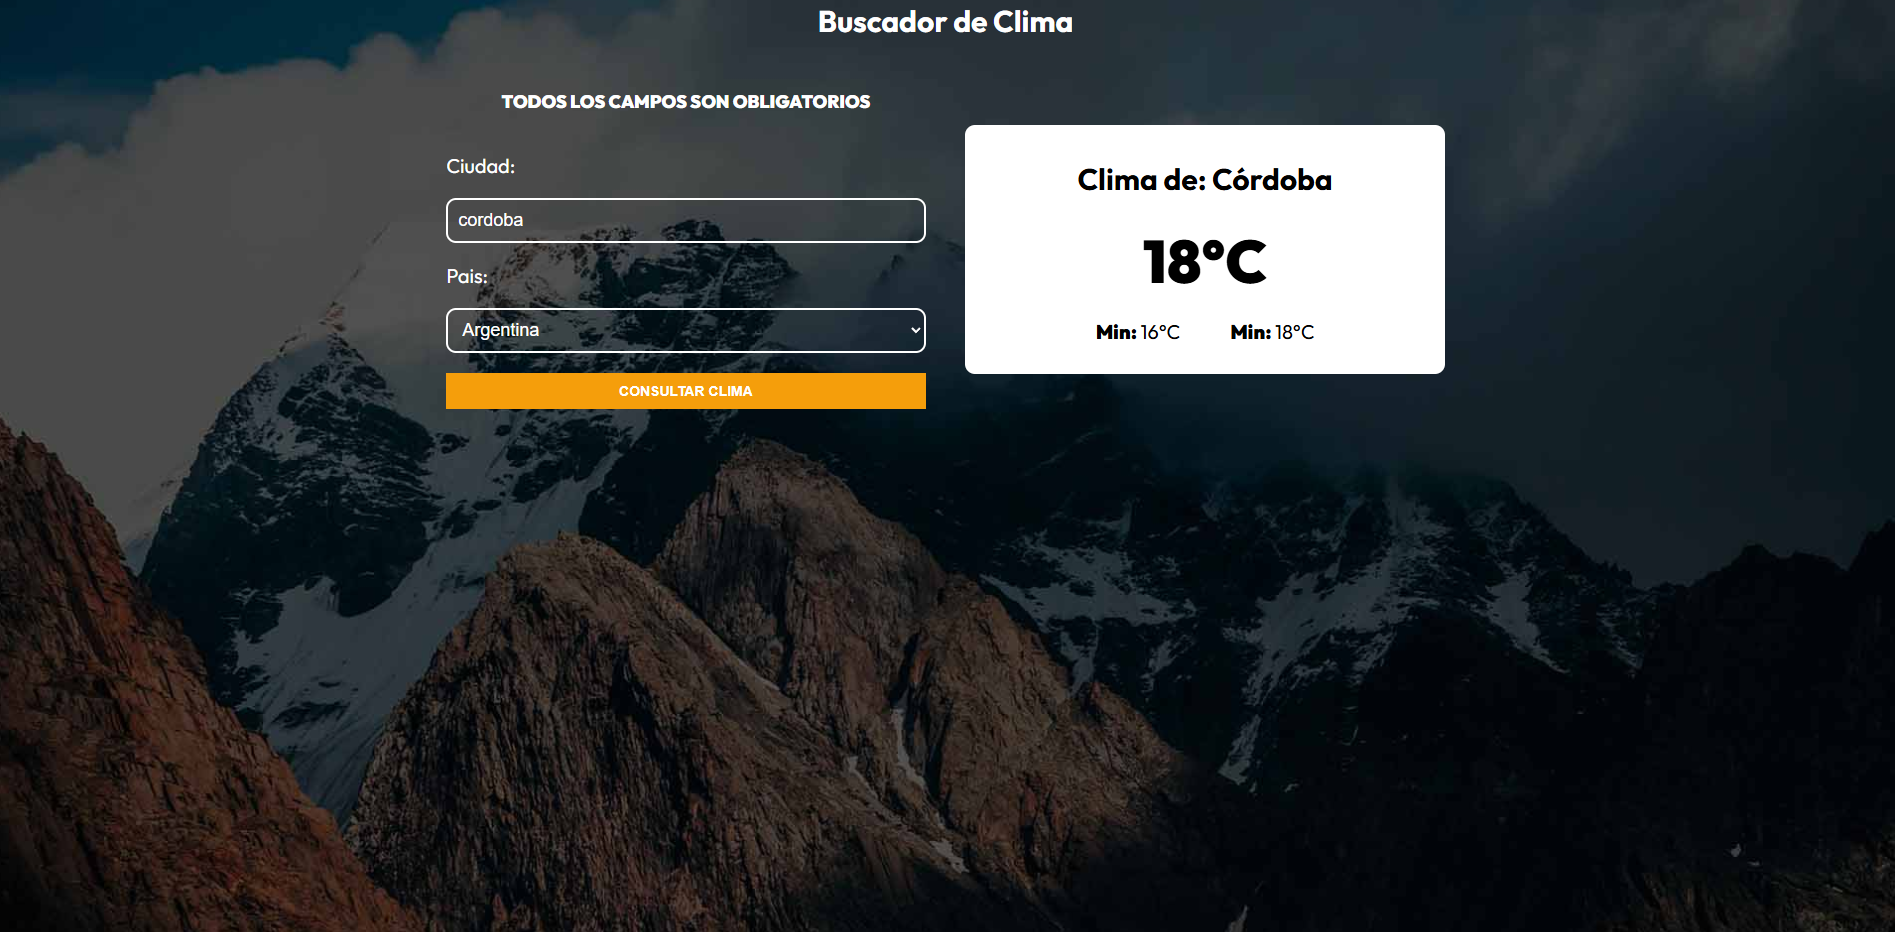 Buscador de Clima
TODOS LOS CAMPOS SON OBLIGATORIOS
Ciudad:
cordoba
Pais:
Argentina
CONSULTAR CLIMA
Clima de: Córdoba
18°C
Min: 16°C Min: 18°C